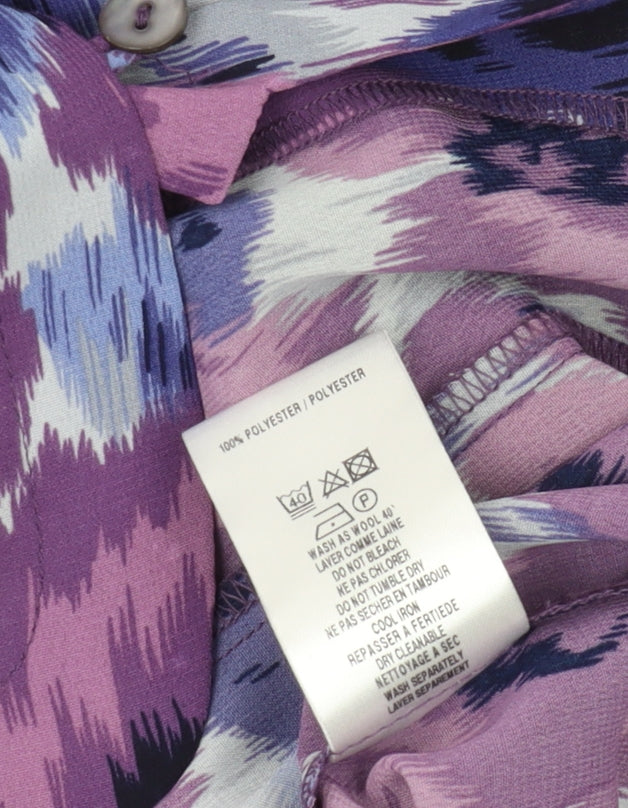 100% POLYESTER / POLYESTER
40
P
WASH AS WOOL 40°
LAVER COMME LAINE
DO NOT BLEACH
NE PAS CHLORER
DO NOT TUMBLE DRY
NE PAS SECHER EN TAMBOUR
COOL IRON
REPASSER A FERTIEDE
DRY CLEANABLE
NETTOYAGE A SEC
WASH SEPARATELY
LAVER SEPAREMENT